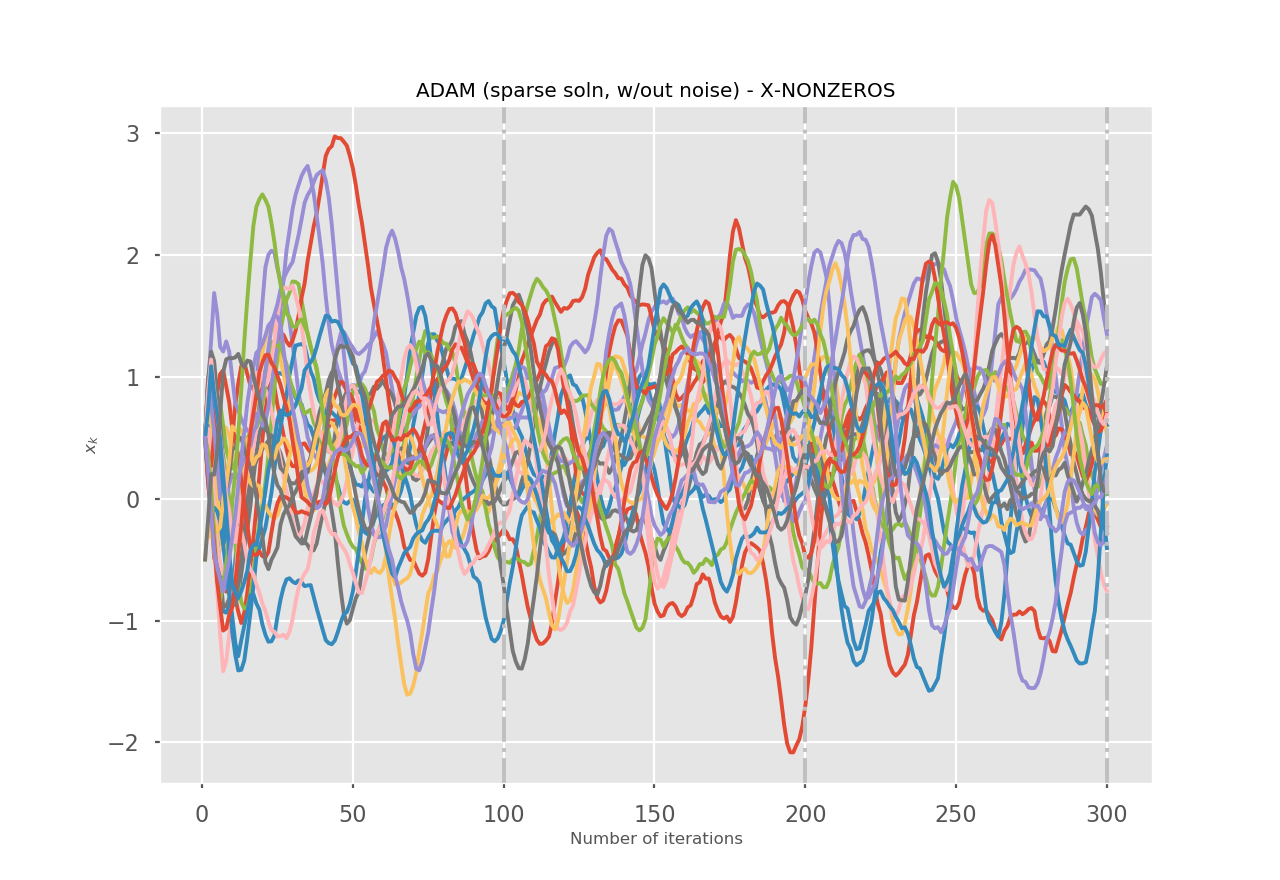 ADAM (sparse soln, w/out noise) - X-NONZEROS
3
2
1
0
−1
−2
x_k
0 50 100 150 200 250 300
Number of iterations